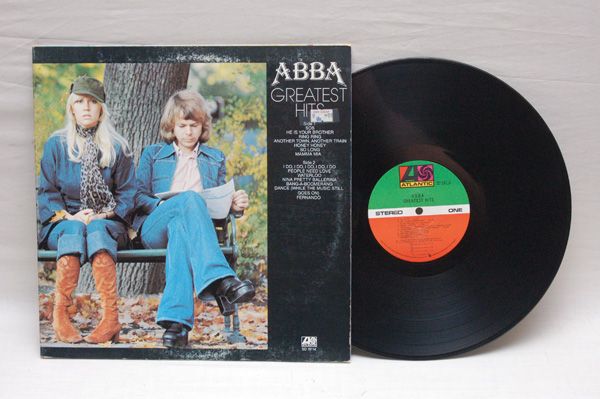 ABBA
GREATEST
HITS
Side 1
SOS
HE IS YOUR BROTHER
RING RING
ANOTHER TOWN, ANOTHER TRAIN
HONEY HONEY
SO LONG
MAMMA MIA
Side 2
I DO, I DO, I DO, I DO, I DO
PEOPLE NEED LOVE
WATERLOO
NINA PRETTY BALLERINA
BANG-A-BOOMERANG
DANCE (WHILE THE MUSIC STILL
GOES ON)
FERNANDO
ATLANTIC
ABBA
GREATEST HITS
STEREO
ONE